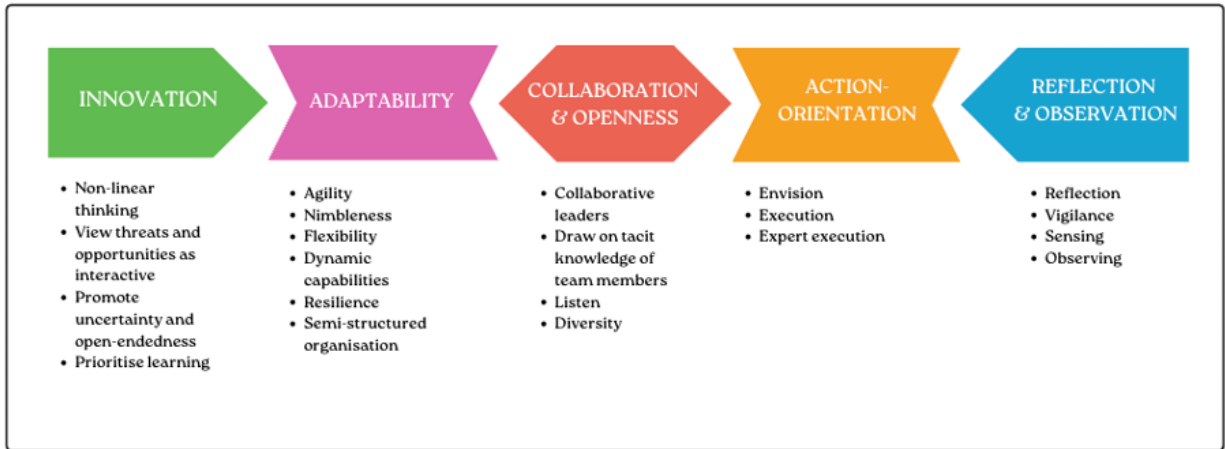 INNOVATION
• Non-linear
thinking
• View threats and
opportunities as
interactive
• Promote
uncertainty and
open-endedness
• Prioritise learning
ADAPTABILITY
• Agility
• Nimbleness
• Flexibility
• Dynamic
capabilities
• Resilience
• Semi-structured
organisation
COLLABORATION
& OPENNESS
• Collaborative
leaders
• Draw on tacit
knowledge of
team members
• Listen
• Diversity
ACTION-
ORIENTATION
• Envision
• Execution
• Expert execution
REFLECTION
& OBSERVATION
• Reflection
• Vigilance
• Sensing
• Observing